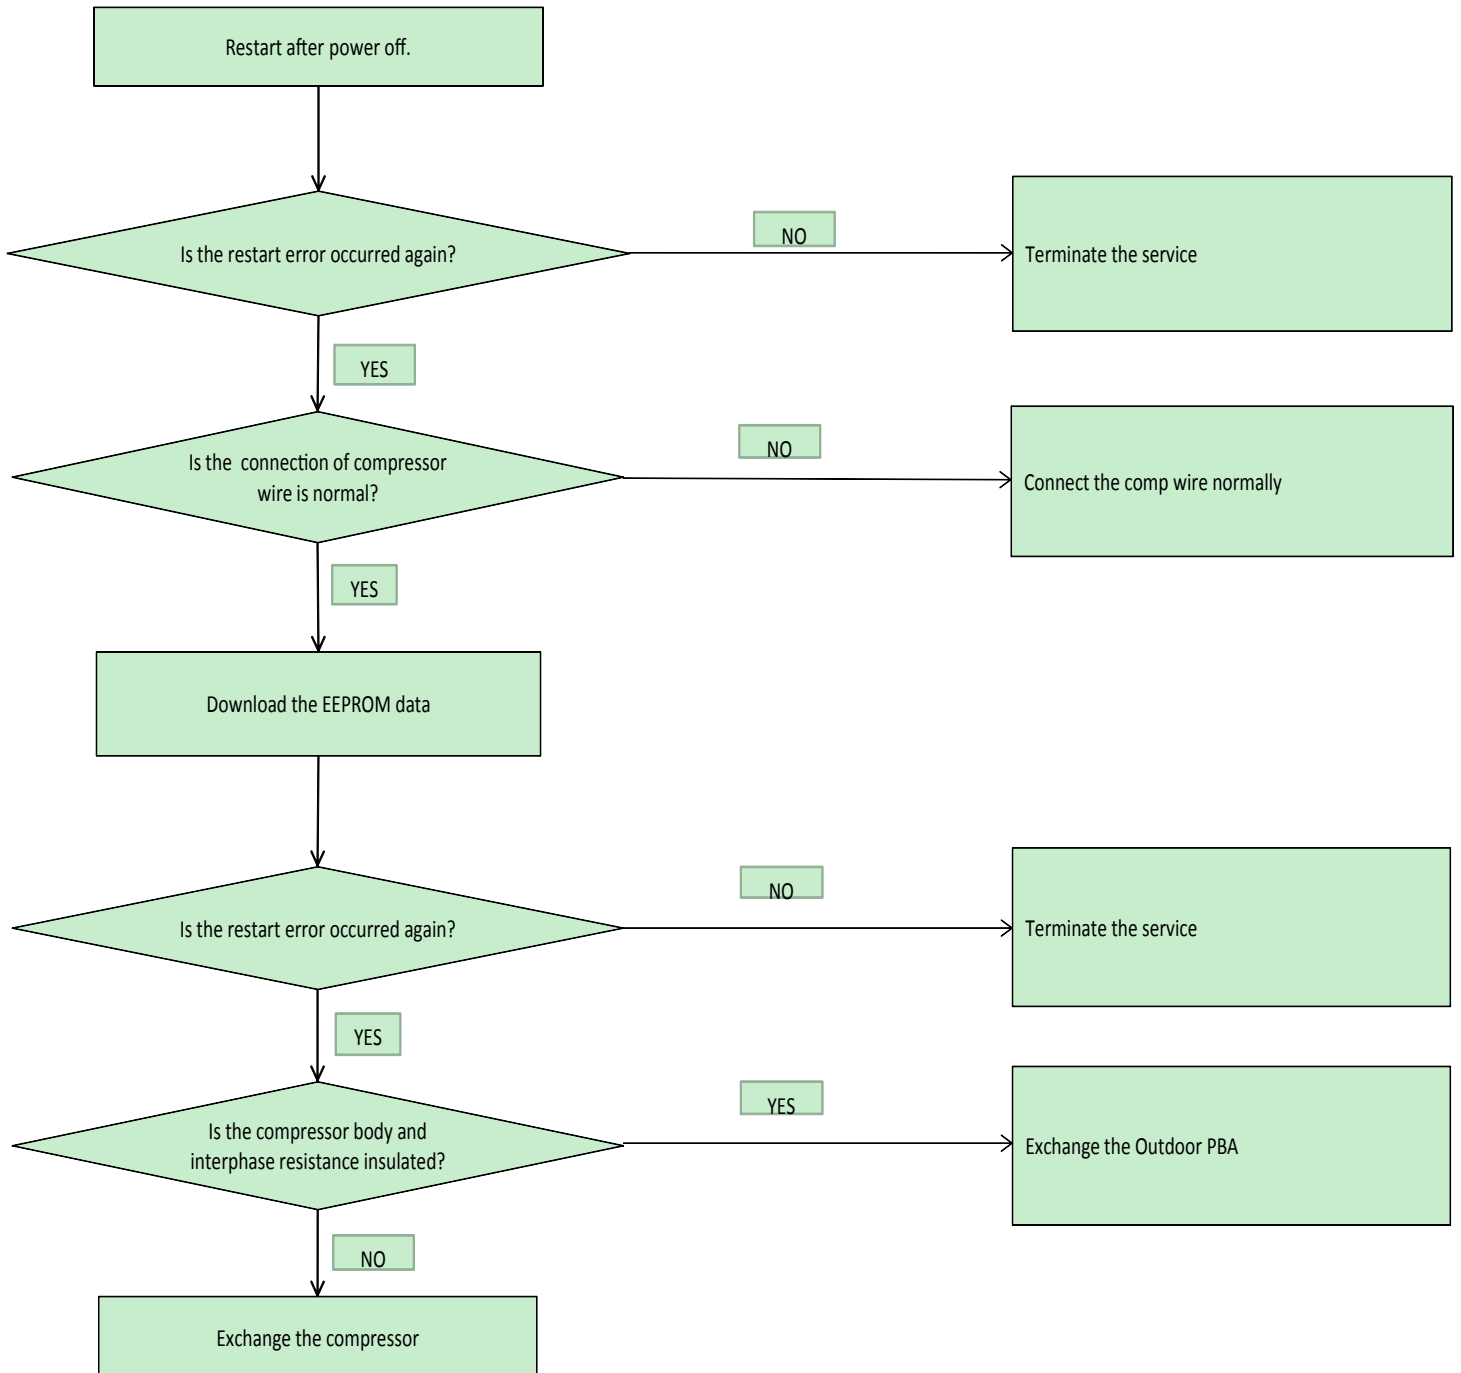 Restart after power off.
Is the restart error occurred again?
NO
Terminate the service
YES
Is the connection of compressor
wire is normal?
NO
Connect the comp wire normally
YES
Download the EEPROM data
Is the restart error occurred again?
NO
Terminate the service
YES
Is the compressor body and
interphase resistance insulated?
YES
Exchange the Outdoor PBA
NO
Exchange the compressor